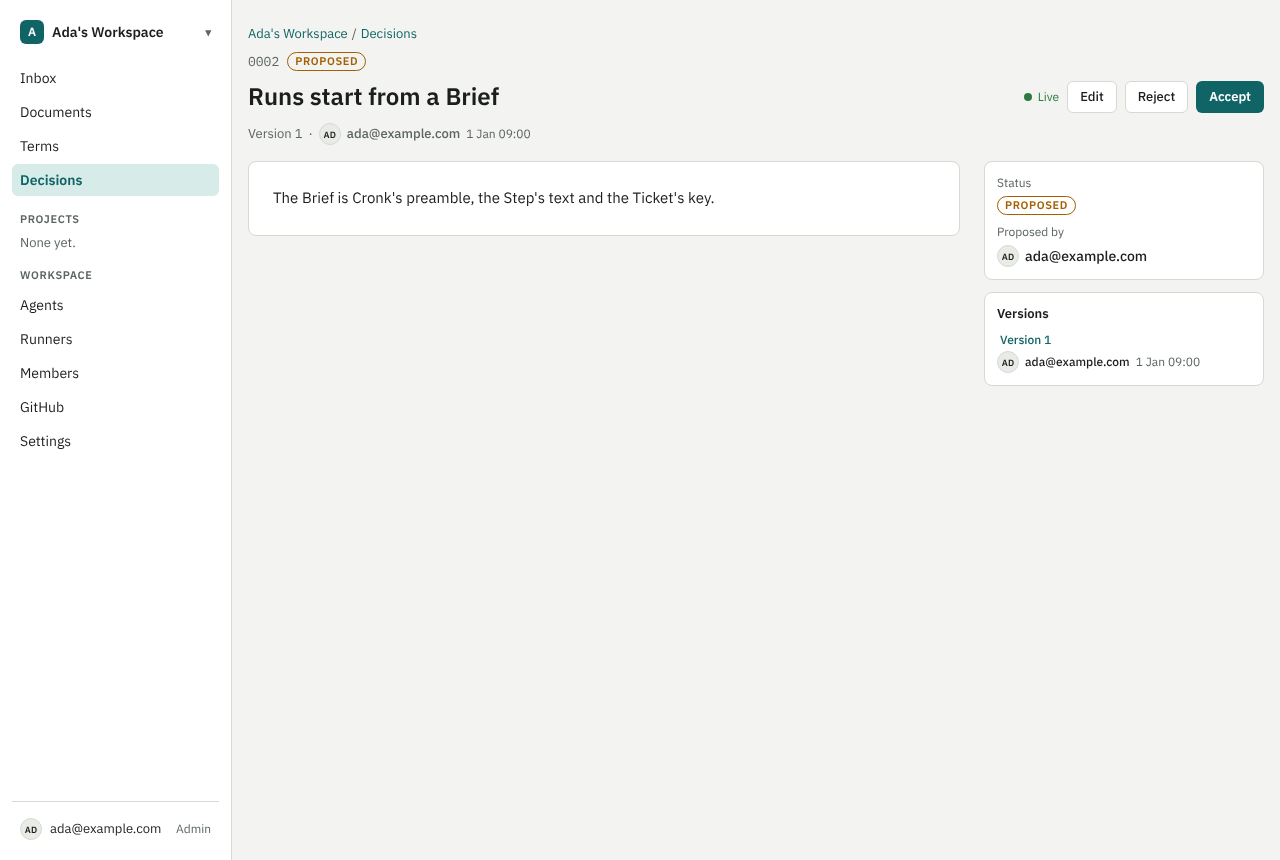 A Ada's Workspace ▾
Inbox
Documents
Terms
Decisions
PROJECTS
None yet.
WORKSPACE
Agents
Runners
Members
GitHub
Settings
AD ada@example.com Admin
Ada's Workspace / Decisions
0002 PROPOSED
Runs start from a Brief
Live Edit Reject Accept
Version 1 · AD ada@example.com 1 Jan 09:00
The Brief is Cronk's preamble, the Step's text and the Ticket's key.
Status
PROPOSED
Proposed by
AD ada@example.com
Versions
Version 1
AD ada@example.com 1 Jan 09:00